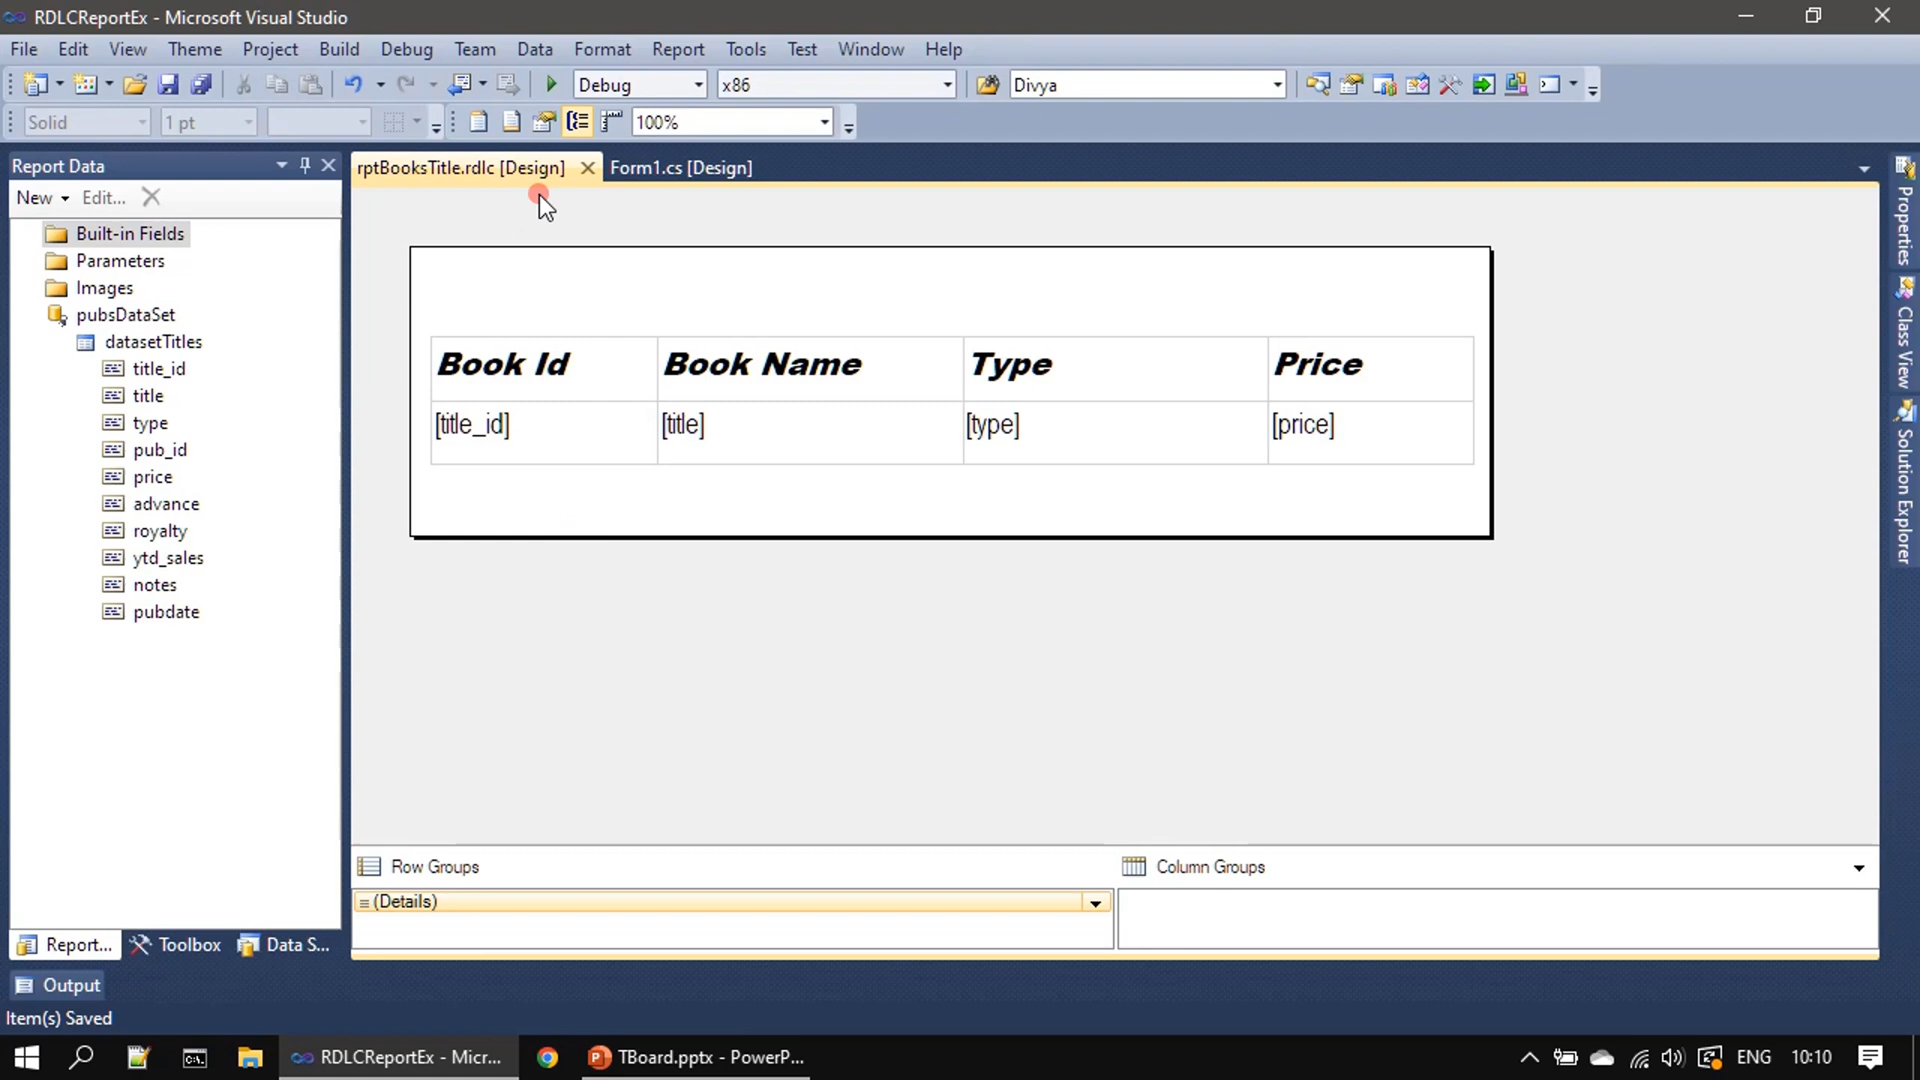 RDLCReportEx - Microsoft Visual Studio
File Edit View Theme Project Build Debug Team Data Format Report Tools Test Window Help
Debug x86 Divya
Solid 1 pt 100%
Report Data
rptBooksTitle.rdlc [Design] Form1.cs [Design]
New Edit...
Built-in Fields
Parameters
Images
pubsDataSet
datasetTitles
title_id
title
type
pub_id
price
advance
royalty
ytd_sales
notes
pubdate
Book Id Book Name Type Price
[title_id] [title] [type] [price]
Properties
Class View
Solution Explorer
Row Groups Column Groups
(Details)
Report... Toolbox Data S...
Output
Item(s) Saved
RDLCReportEx - Micr... TBoard.pptx - PowerP... ENG 10:10